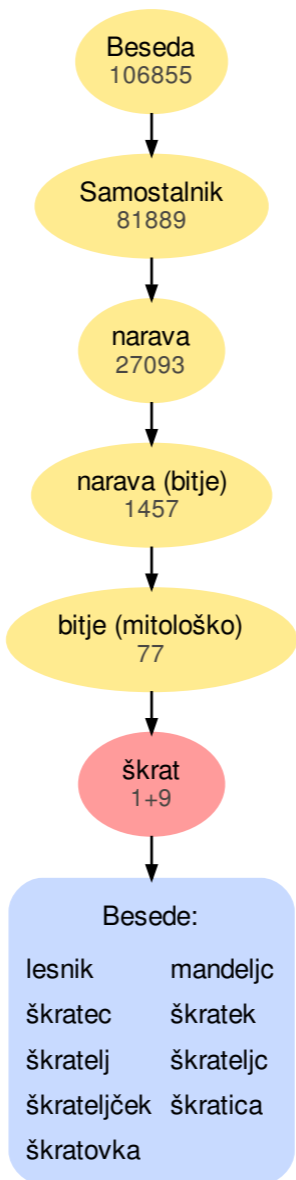 Beseda
106855
Samostalnik
81889
narava
27093
narava (bitje)
1457
bitje (mitološko)
77
škrat
1+9
Besede:
lesnik mandeljc
škratec škratek
škratelj škrateljc
škrateljček škratica
škratovka